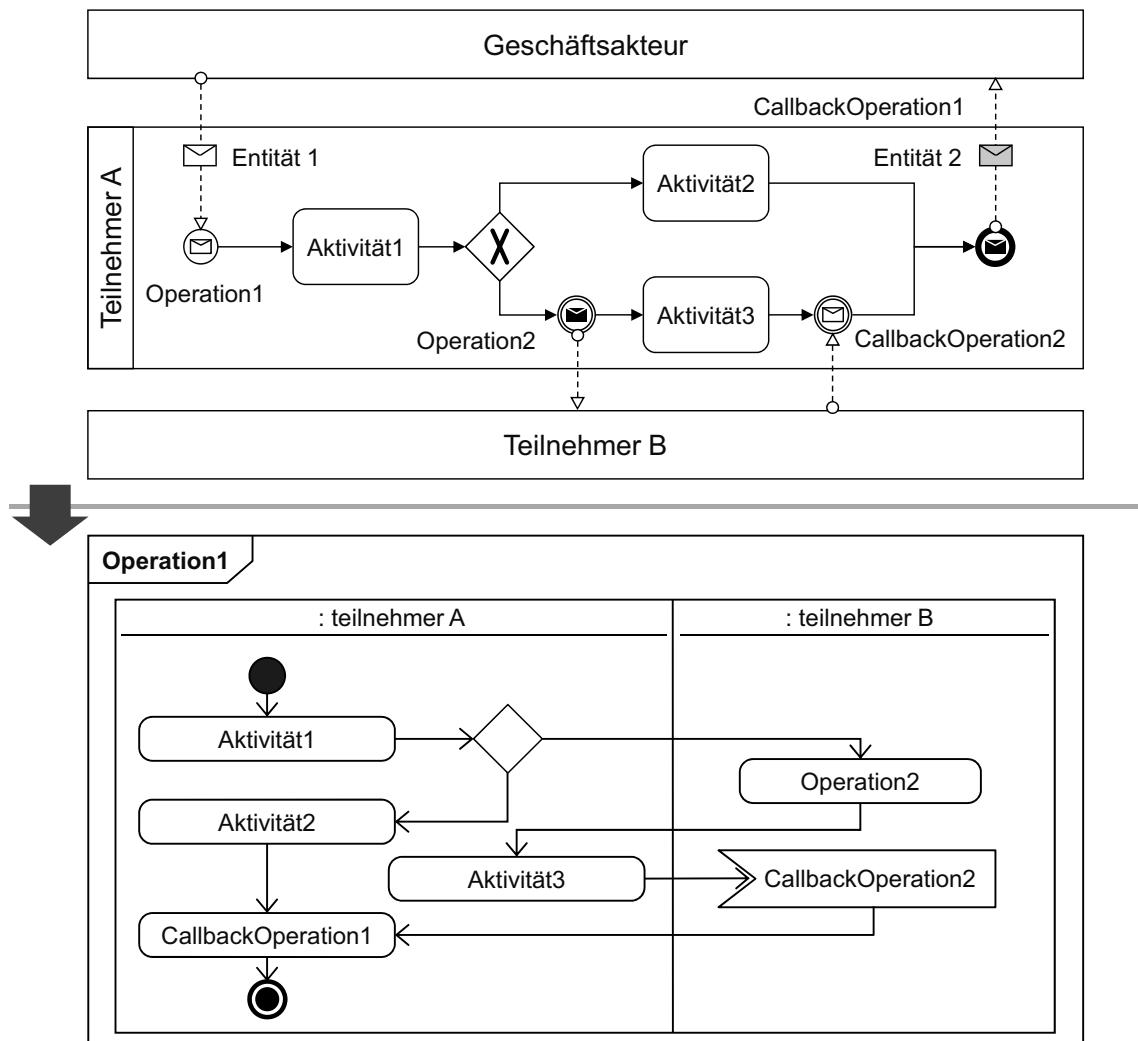 Geschäftsakteur
CallbackOperation1
Teilnehmer A
Entität 1
Entität 2
Aktivität2
Aktivität1
X
Operation1
Aktivität3
Operation2
CallbackOperation2
Teilnehmer B
Operation1
: teilnehmer A
: teilnehmer B
Aktivität1
Operation2
Aktivität2
Aktivität3
CallbackOperation2
CallbackOperation1